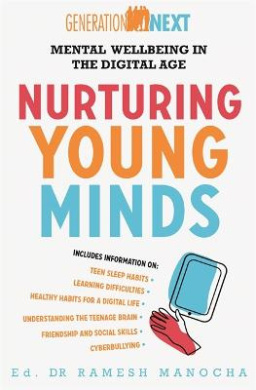 GENERATION NEXT
MENTAL WELLBEING IN
THE DIGITAL AGE
NURTURING
YOUNG
MINDS
INCLUDES INFORMATION ON:
TEEN SLEEP HABITS •
LEARNING DIFFICULTIES •
HEALTHY HABITS FOR A DIGITAL LIFE •
UNDERSTANDING THE TEENAGE BRAIN •
FRIENDSHIP AND SOCIAL SKILLS •
CYBERBULLYING •
Ed. DR RAMESH MANOCHA